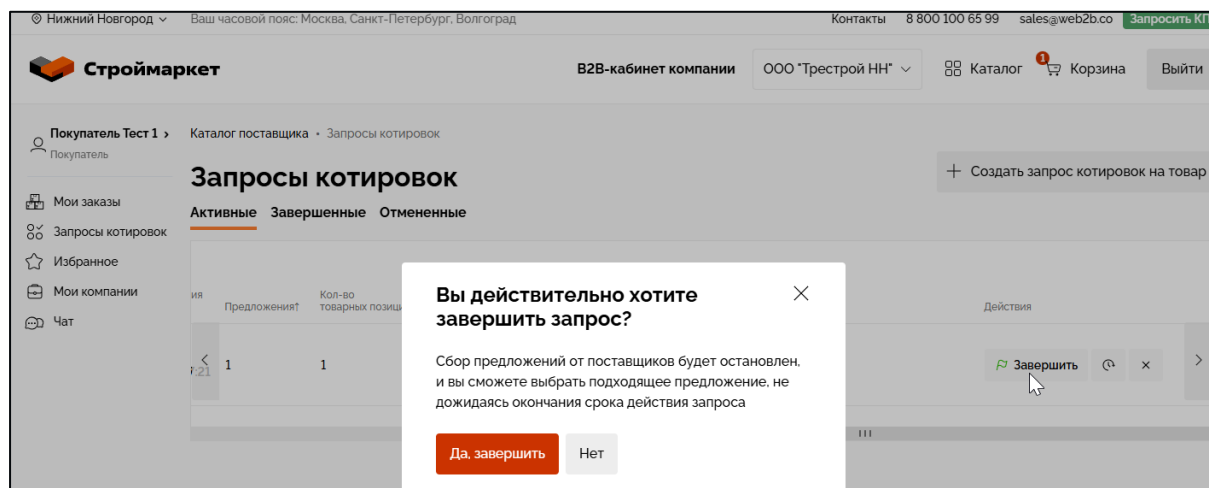 Нижний Новгород Ваш часовой пояс: Москва, Санкт-Петербург, Волгоград Контакты 8 800 100 65 99 sales@web2b.co Запросить КП
Строймаркет B2B-кабинет компании ООО "Трестрой НН" Каталог 1 Корзина Выйти
Покупатель Тест 1 › Каталог поставщика • Запросы котировок
Покупатель
Запросы котировок + Создать запрос котировок на товар
Мои заказы
Активные Завершенные Отмененные
Запросы котировок
Избранное
Мои компании
Чат
ия Предложения↑ Кол-во
товарных позици
Действия
:21 1 1 Завершить
Вы действительно хотите
завершить запрос?
Сбор предложений от поставщиков будет остановлен,
и вы сможете выбрать подходящее предложение, не
дожидаясь окончания срока действия запроса
Да, завершить Нет